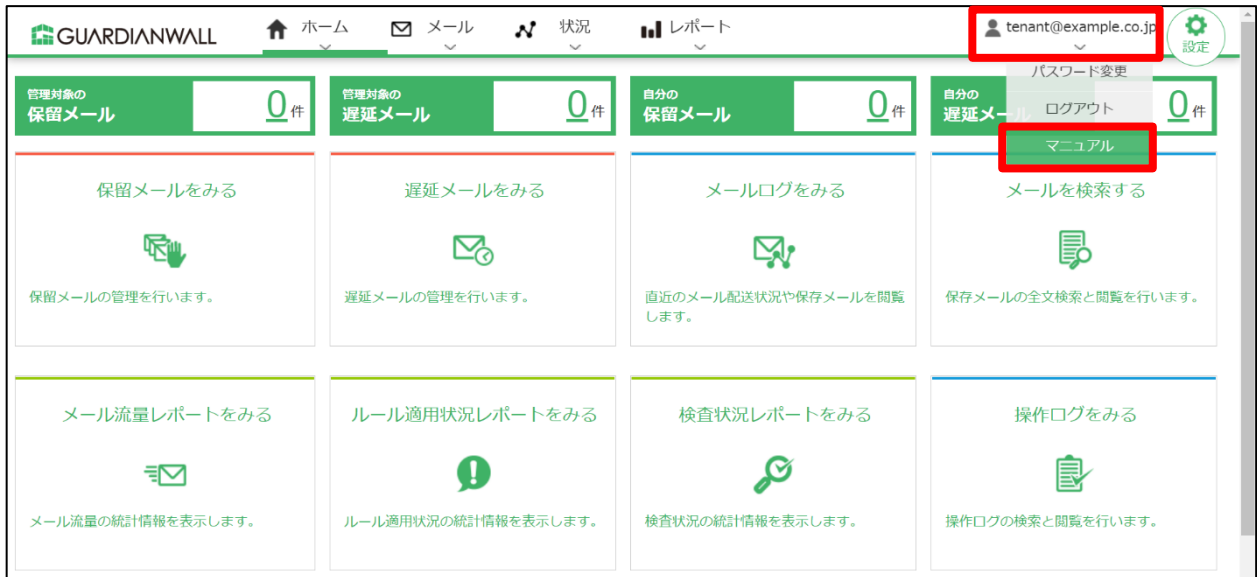 GUARDIANWALL
ホーム
メール
状況
レポート
tenant@example.co.jp
設定
パスワード変更
ログアウト
マニュアル
管理対象の
保留メール
0件
管理対象の
遅延メール
0件
自分の
保留メール
0件
自分の
遅延メー
0件
保留メールをみる
保留メールの管理を行います。
遅延メールをみる
遅延メールの管理を行います。
メールログをみる
直近のメール配送状況や保存メールを閲覧
します。
メールを検索する
保存メールの全文検索と閲覧を行います。
メール流量レポートをみる
メール流量の統計情報を表示します。
ルール適用状況レポートをみる
ルール適用状況の統計情報を表示します。
検査状況レポートをみる
検査状況の統計情報を表示します。
操作ログをみる
操作ログの検索と閲覧を行います。